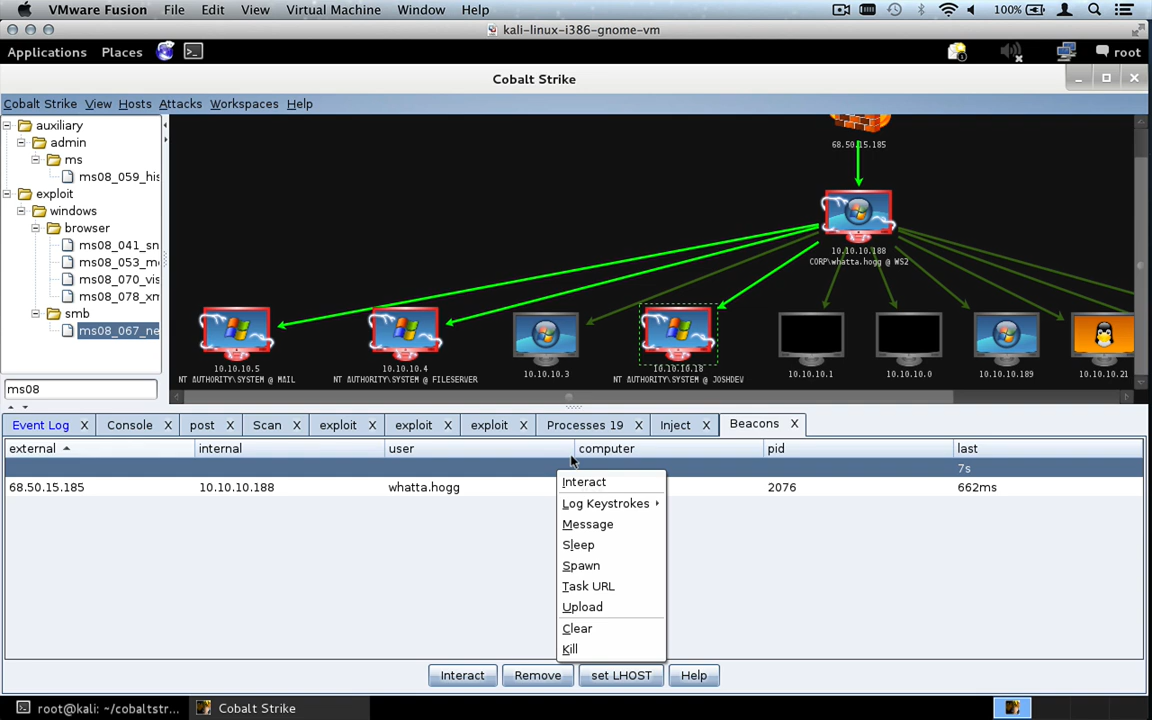 VMware Fusion File Edit View Virtual Machine Window Help 100%
kali-linux-i386-gnome-vm
Applications Places root
Cobalt Strike
Cobalt Strike View Hosts Attacks Workspaces Help
auxiliary
admin
ms
ms08_059_his
exploit
windows
browser
ms08_041_sn
ms08_053_m
ms08_070_vis
ms08_078_xm
smb
ms08_067_ne
ms08
68.50.15.185
10.10.10.188
CORP\whatta.hogg @ WS2
10.10.10.5
NT AUTHORITY\SYSTEM @ MAIL
10.10.10.4
NT AUTHORITY\SYSTEM @ FILESERVER
10.10.10.3
10.10.10.18
NT AUTHORITY\SYSTEM @ JOSHDEV
10.10.10.1
10.10.10.0
10.10.10.189
10.10.10.21
Event Log X Console X post X Scan X exploit X exploit X exploit X Processes 19 X Inject X Beacons X
external internal user computer pid last
7s
68.50.15.185 10.10.10.188 whatta.hogg 2076 662ms
Interact
Log Keystrokes
Message
Sleep
Spawn
Task URL
Upload
Clear
Kill
Interact Remove set LHOST Help
root@kali: ~/cobaltstr... Cobalt Strike